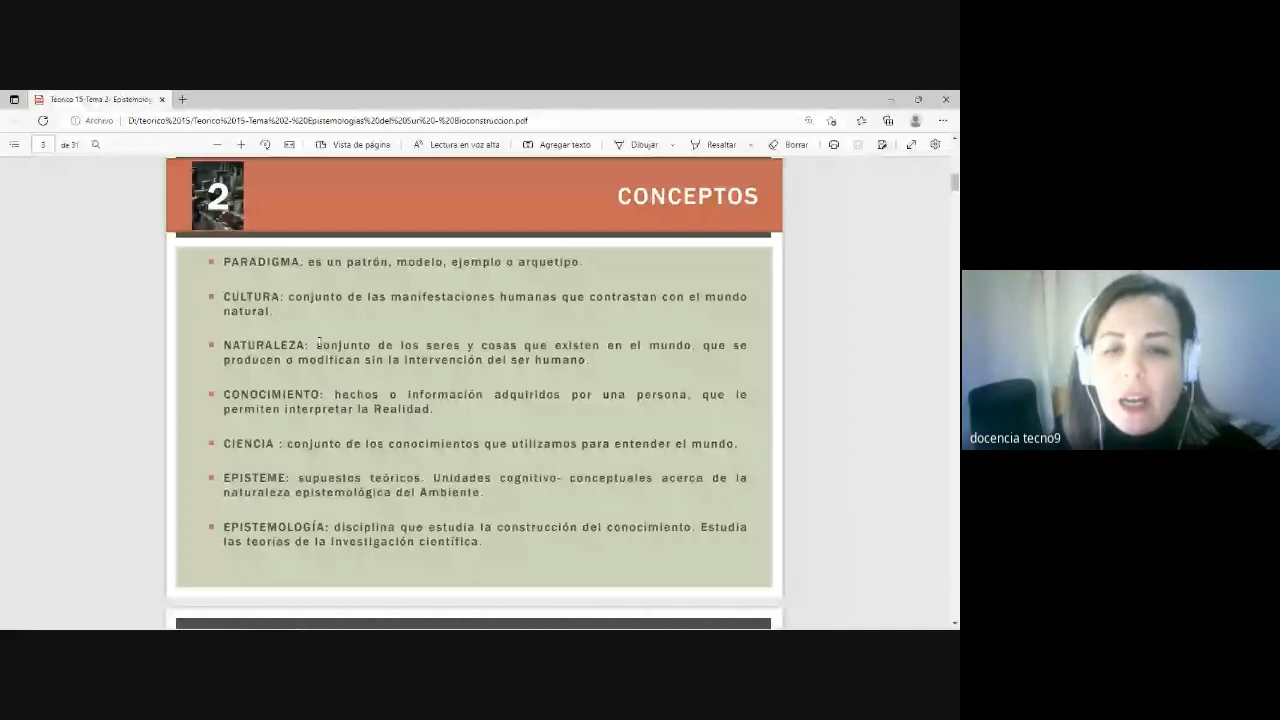 Teorico 15-Tema 2- Epistemolog
Archivo
D:/teorico%2015/Teorico%2015-Tema%202-%20Epistemologias%20del%20Sur%20-%20Bioconstruccion.pdf
3 de 31
Vista de página
Lectura en voz alta
Agregar texto
Dibujar
Resaltar
Borrar
2
CONCEPTOS
PARADIGMA: es un patrón, modelo, ejemplo o arquetipo.
CULTURA: conjunto de las manifestaciones humanas que contrastan con el mundo
natural.
NATURALEZA: conjunto de los seres y cosas que existen en el mundo, que se
producen o modifican sin la intervención del ser humano.
CONOCIMIENTO: hechos o información adquiridos por una persona, que le
permiten interpretar la Realidad.
CIENCIA : conjunto de los conocimientos que utilizamos para entender el mundo.
EPISTEME: supuestos teóricos. Unidades cognitivo- conceptuales acerca de la
naturaleza epistemológica del Ambiente.
EPISTEMOLOGÍA: disciplina que estudia la construcción del conocimiento. Estudia
las teorías de la investigación científica.
docencia tecno9